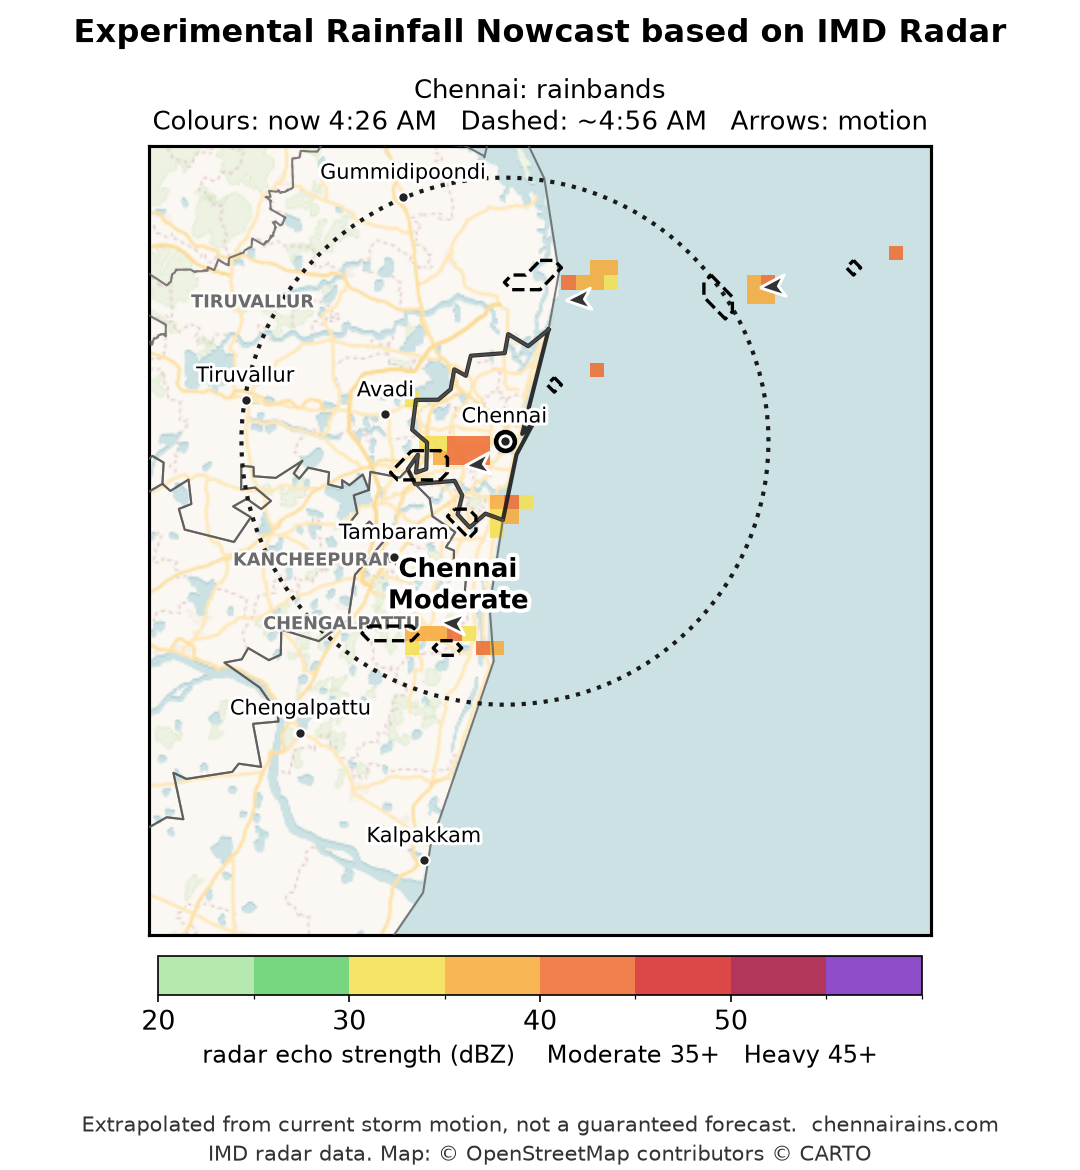 Experimental Rainfall Nowcast based on IMD Radar
Chennai: rainbands
Colours: now 4:26 AM   Dashed: ~4:56 AM   Arrows: motion
Gummidipoondi
TIRUVALLUR
Tiruvallur
Avadi
Chennai
Tambaram
KANCHEEPURAM
Chennai
Moderate
CHENGALPATTU
Chengalpattu
Kalpakkam
20 30 40 50
radar echo strength (dBZ)   Moderate 35+   Heavy 45+
Extrapolated from current storm motion, not a guaranteed forecast.  chennairains.com
IMD radar data. Map: © OpenStreetMap contributors © CARTO